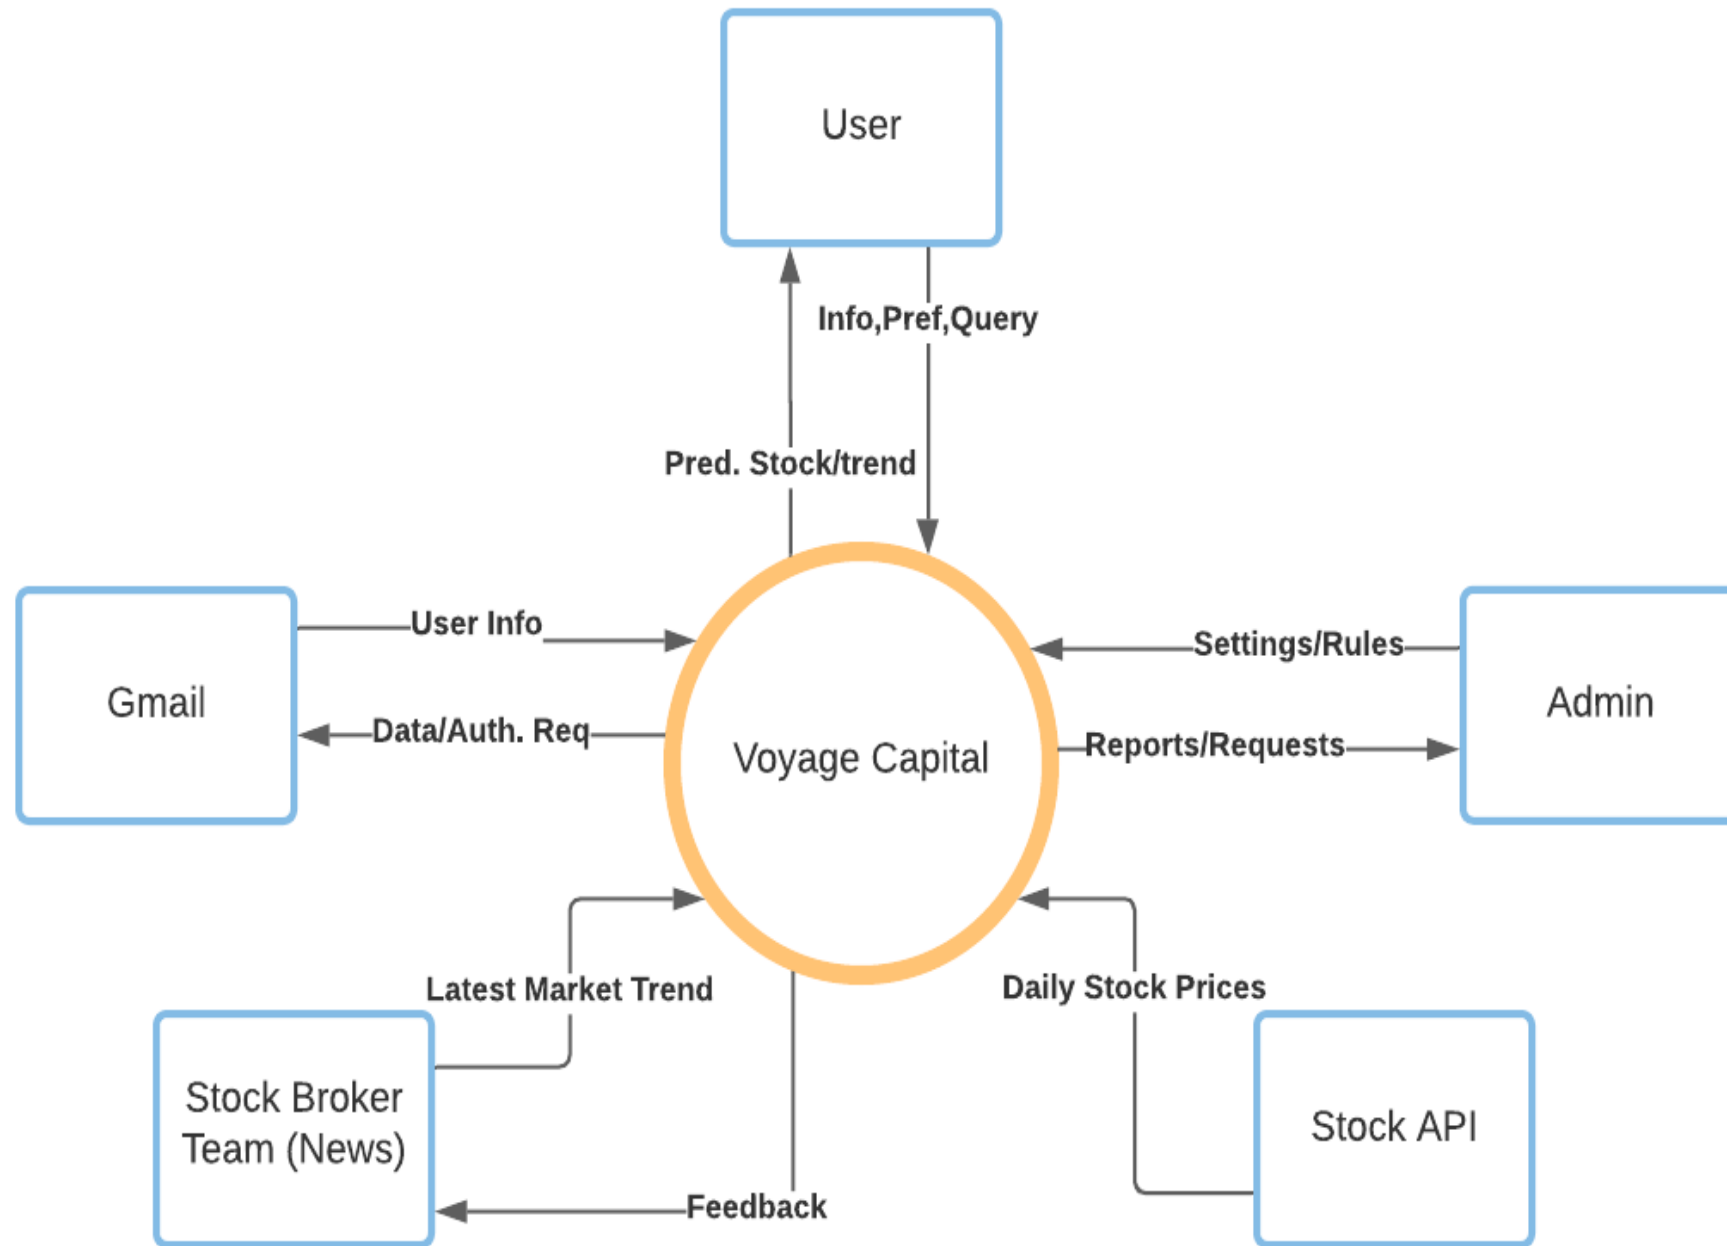 User
Info,Pref,Query
Pred. Stock/trend
User Info
Settings/Rules
Gmail
Admin
Data/Auth. Req
Voyage Capital
Reports/Requests
Latest Market Trend
Daily Stock Prices
Stock Broker
Team (News)
Stock API
Feedback